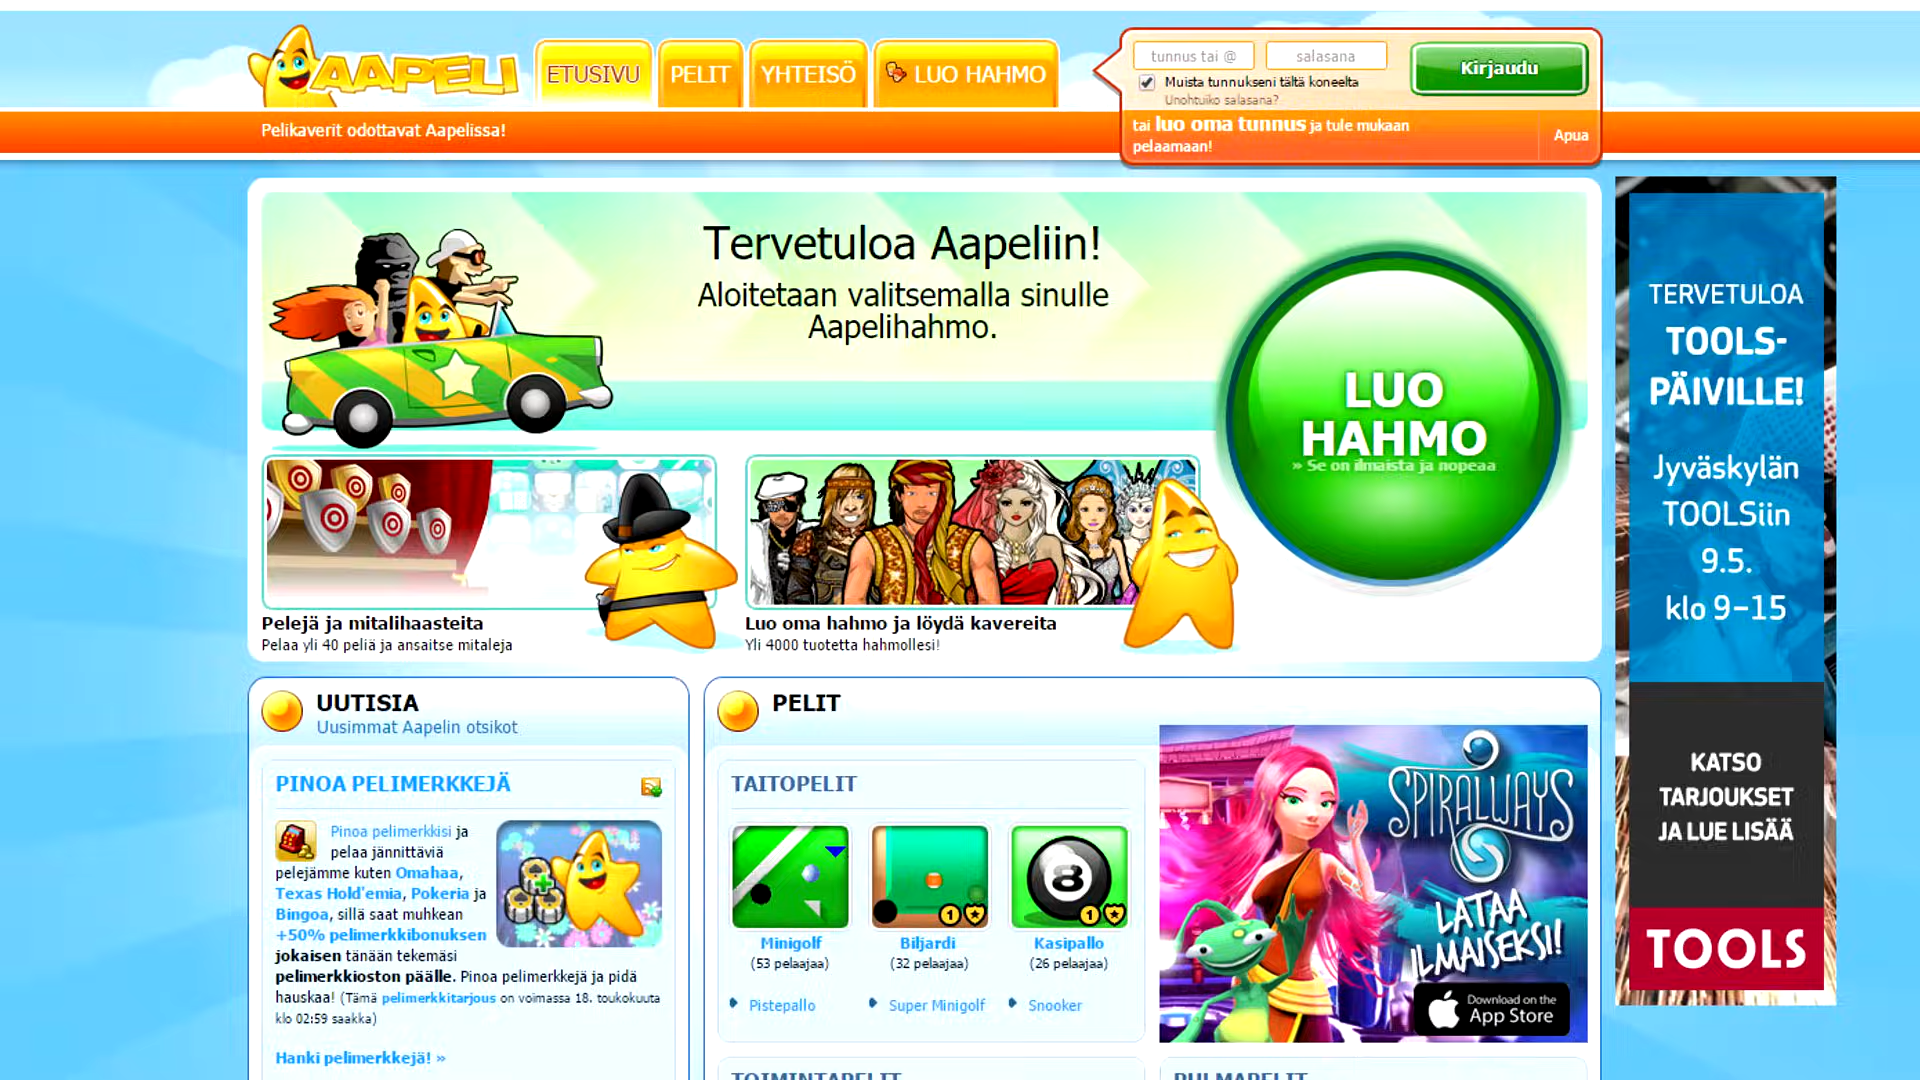 AAPELI
ETUSIVU
PELIT
YHTEISÖ
LUO HAHMO
tunnus tai @
salasana
Kirjaudu
Muista tunnukseni tältä koneelta
Unohtuiko salasana?
tai luo oma tunnus ja tule mukaan
pelaamaan!
Apua
Pelikaverit odottavat Aapelissa!
Tervetuloa Aapeliin!
Aloitetaan valitsemalla sinulle
Aapelihahmo.
LUO
HAHMO
» Se on ilmaista ja nopeaa
Pelejä ja mitalihaasteita
Pelaa yli 40 peliä ja ansaitse mitaleja
Luo oma hahmo ja löydä kavereita
Yli 4000 tuotetta hahmollesi!
TERVETULOA
TOOLS-
PÄIVILLE!
Jyväskylän
TOOLSiin
9.5.
klo 9–15
KATSO
TARJOUKSET
JA LUE LISÄÄ
TOOLS
UUTISIA
Uusimmat Aapelin otsikot
PINOA PELIMERKKEJÄ
Pinoa pelimerkkisi ja
pelaa jännittäviä
pelejämme kuten Omahaa,
Texas Hold'emia, Pokeria ja
Bingoa, sillä saat muhkean
+50% pelimerkkibonuksen
jokaisen tänään tekemäsi
pelimerkkioston päälle. Pinoa pelimerkkejä ja pidä
hauskaa! (Tämä pelimerkkitarjous on voimassa 18. toukokuuta
klo 02:59 saakka)
Hanki pelimerkkejä! »
PELIT
TAITOPELIT
8
1
1
Minigolf
(53 pelaajaa)
Biljardi
(32 pelaajaa)
Kasipallo
(26 pelaajaa)
Pistepallo
Super Minigolf
Snooker
SPIRALWAYS
LATAA
ILMAISEKSI!
Download on the
App Store
TOIMINTAPELIT
PULMAPELIT